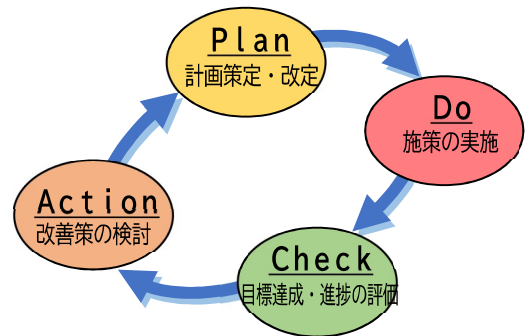 Plan
計画策定・改定
Do
施策の実施
Check
目標達成・進捗の評価
Action
改善策の検討